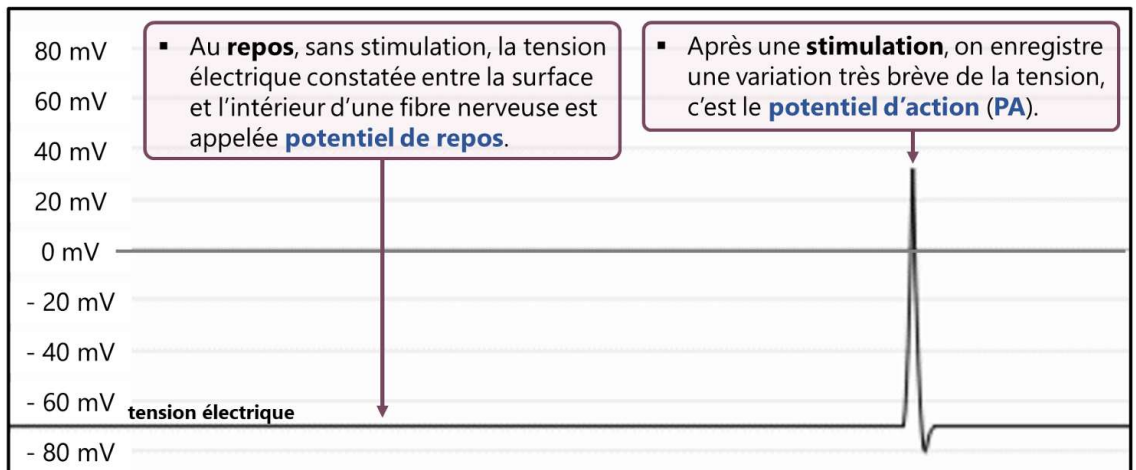 80 mV
60 mV
40 mV
20 mV
0 mV
- 20 mV
- 40 mV
- 60 mV
- 80 mV
▪ Au repos, sans stimulation, la tension
électrique constatée entre la surface
et l’intérieur d’une fibre nerveuse est
appelée potentiel de repos.
▪ Après une stimulation, on enregistre
une variation très brève de la tension,
c’est le potentiel d’action (PA).
tension électrique